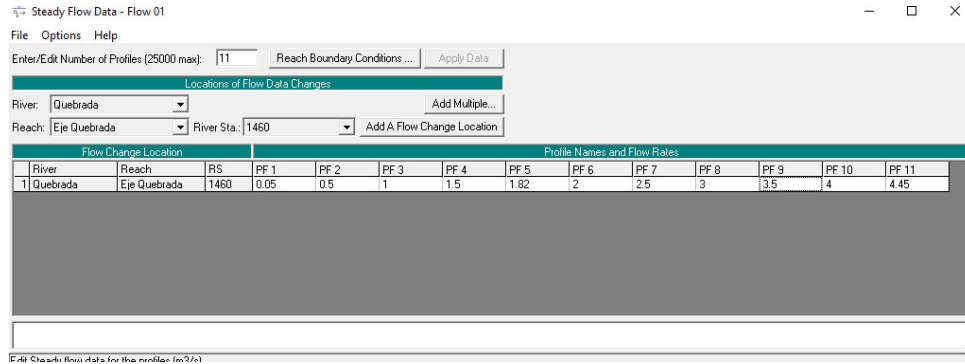 Steady Flow Data - Flow 01
File Options Help
Enter/Edit Number of Profiles (25000 max): 11 Reach Boundary Conditions ... Apply Data
Locations of Flow Data Changes
River: Quebrada Add Multiple...
Reach: Eje Quebrada River Sta.: 1460 Add A Flow Change Location
Flow Change Location Profile Names and Flow Rates
River Reach RS PF 1 PF 2 PF 3 PF 4 PF 5 PF 6 PF 7 PF 8 PF 9 PF 10 PF 11
1 Quebrada Eje Quebrada 1460 0.05 0.5 1 1.5 1.82 2 2.5 3 3.5 4 4.45
Edit Steady flow data for the profiles (m3/s)